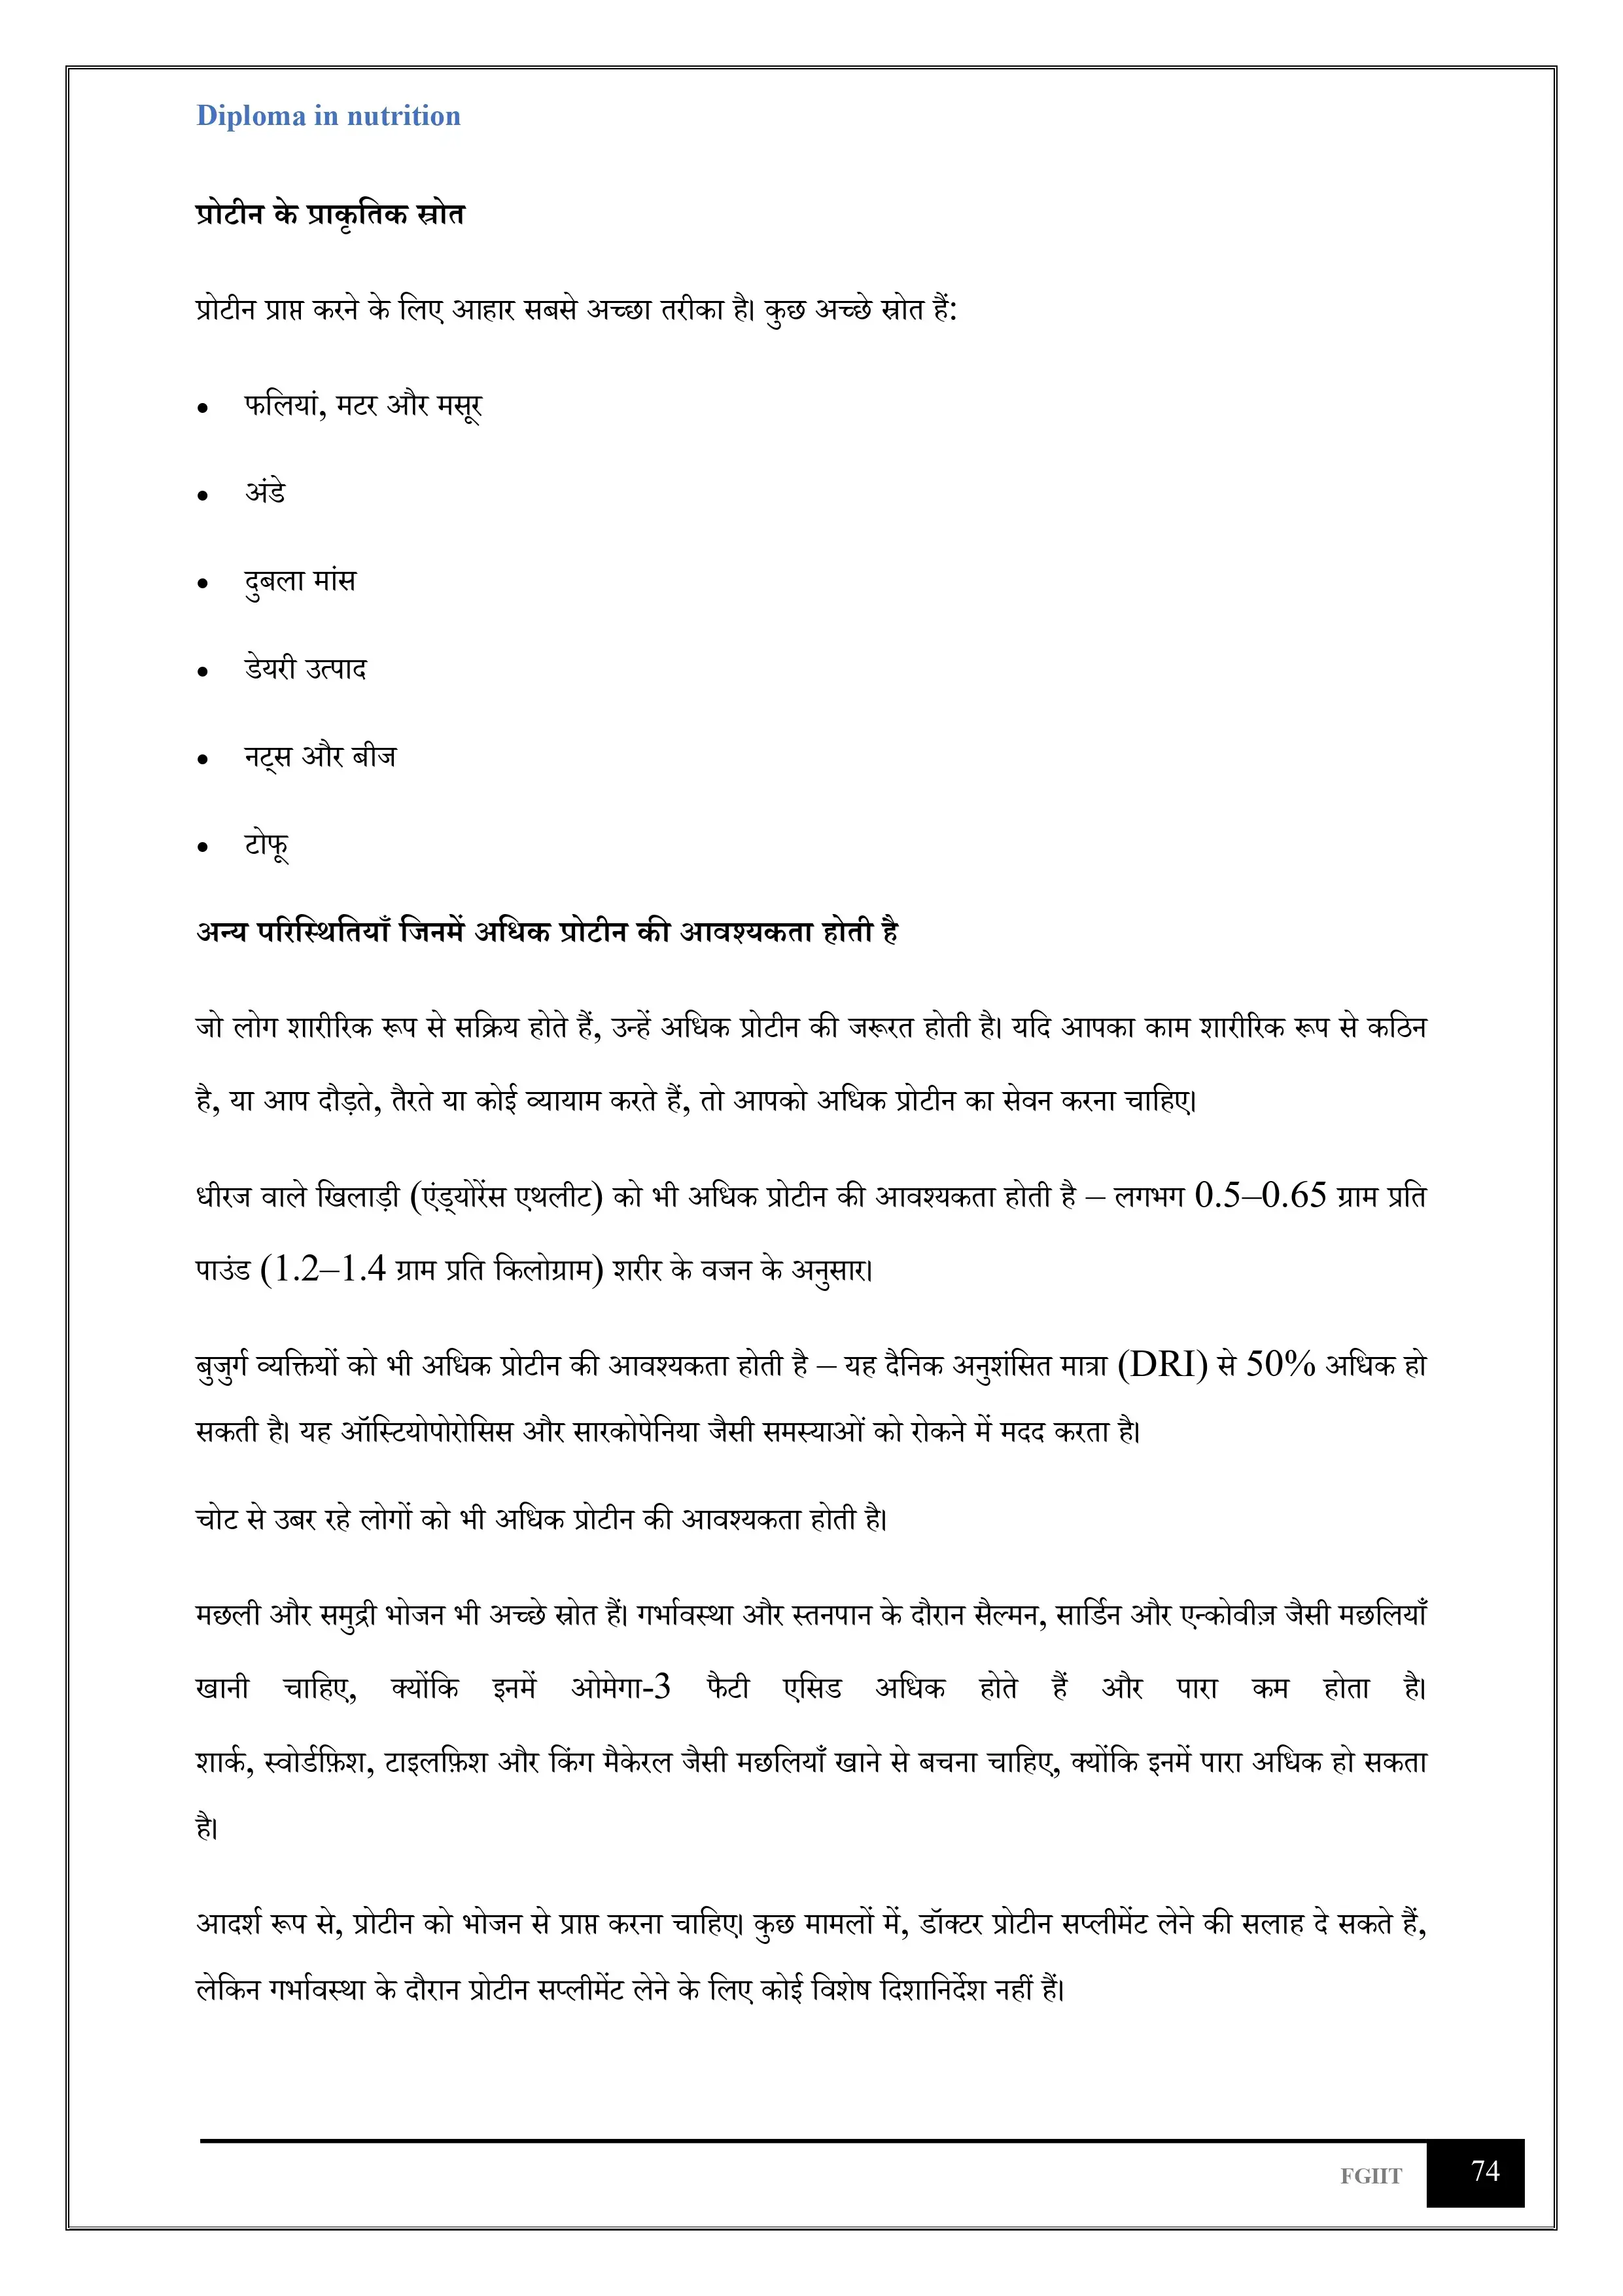 Diploma in nutrition
प्रोटीन के प्राकृतिक स्रोत
प्रोटीन प्राप्त करने के लिए आहार सबसे अच्छा तरीका है। कुछ अच्छे स्रोत हैं:
• फलियां, मटर और मसूर
• अंडे
• दुबला मांस
• डेयरी उत्पाद
• नट्स और बीज
• टोफू
अन्य परिस्थितियाँ जिनमें अधिक प्रोटीन की आवश्यकता होती है
जो लोग शारीरिक रूप से सक्रिय होते हैं, उन्हें अधिक प्रोटीन की जरूरत होती है। यदि आपका काम शारीरिक रूप से कठिन
है, या आप दौड़ते, तैरते या कोई व्यायाम करते हैं, तो आपको अधिक प्रोटीन का सेवन करना चाहिए।
धीरज वाले खिलाड़ी (एंड्योरेंस एथलीट) को भी अधिक प्रोटीन की आवश्यकता होती है – लगभग 0.5–0.65 ग्राम प्रति
पाउंड (1.2–1.4 ग्राम प्रति किलोग्राम) शरीर के वजन के अनुसार।
बुजुर्ग व्यक्तियों को भी अधिक प्रोटीन की आवश्यकता होती है – यह दैनिक अनुशंसित मात्रा (DRI) से 50% अधिक हो
सकती है। यह ऑस्टियोपोरोसिस और सारकोपेनिया जैसी समस्याओं को रोकने में मदद करता है।
चोट से उबर रहे लोगों को भी अधिक प्रोटीन की आवश्यकता होती है।
मछली और समुद्री भोजन भी अच्छे स्रोत हैं। गर्भावस्था और स्तनपान के दौरान सैल्मन, सार्डिन और एन्कोवीज़ जैसी मछलियाँ
खानी चाहिए, क्योंकि इनमें ओमेगा-3 फैटी एसिड अधिक होते हैं और पारा कम होता है।
शार्क, स्वोर्डफ़िश, टाइलफ़िश और किंग मैकेरल जैसी मछलियाँ खाने से बचना चाहिए, क्योंकि इनमें पारा अधिक हो सकता
है।
आदर्श रूप से, प्रोटीन को भोजन से प्राप्त करना चाहिए। कुछ मामलों में, डॉक्टर प्रोटीन सप्लीमेंट लेने की सलाह दे सकते हैं,
लेकिन गर्भावस्था के दौरान प्रोटीन सप्लीमेंट लेने के लिए कोई विशेष दिशानिर्देश नहीं हैं।
FGIIT 74